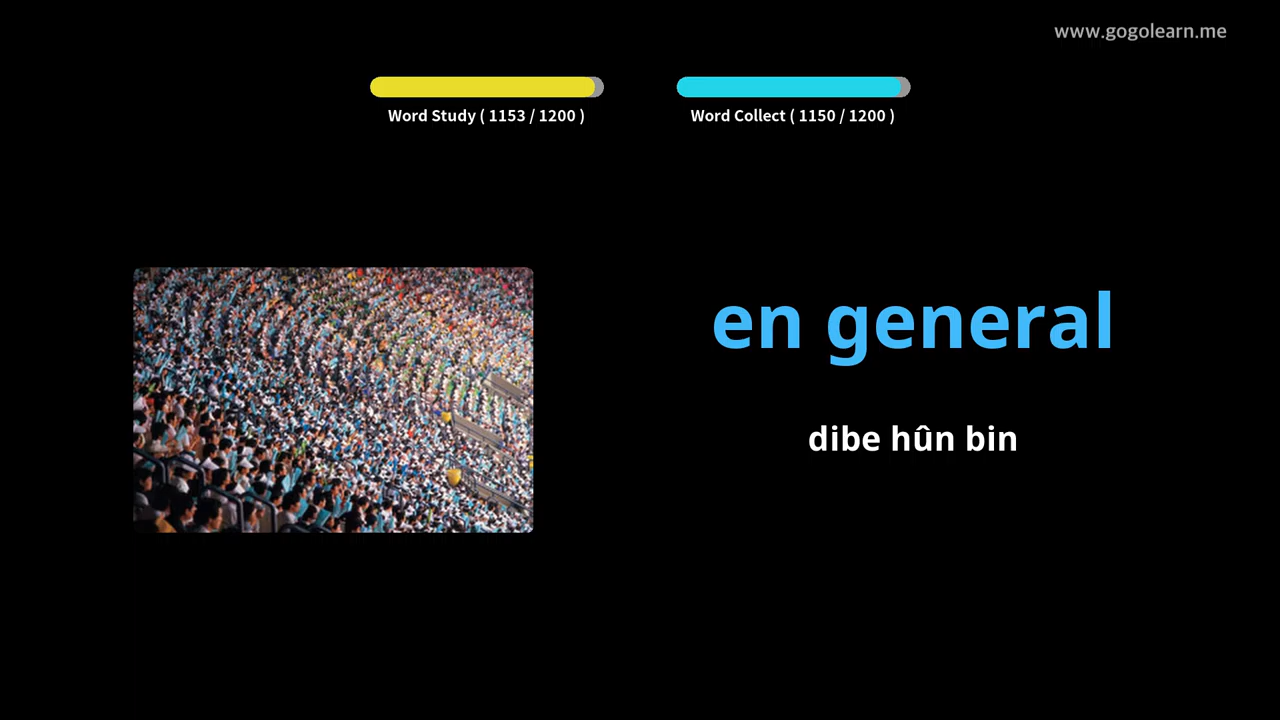 www.gogolearn.me
Word Study ( 1153 / 1200 )
Word Collect ( 1150 / 1200 )
en general
dibe hûn bin